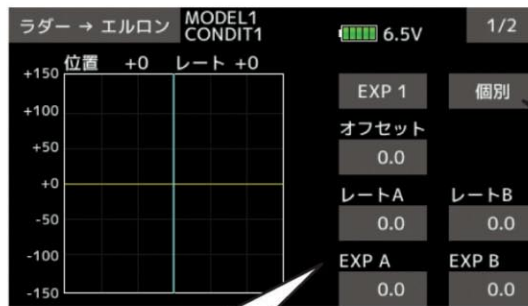 ラダー → エルロン
MODEL1
CONDIT1
6.5V
1/2
位置 +0 レート +0
+150
+100
+50
+0
-50
-100
-150
EXP 1
個別
オフセット
0.0
レートA
レートB
0.0
0.0
EXP A
EXP B
0.0
0.0